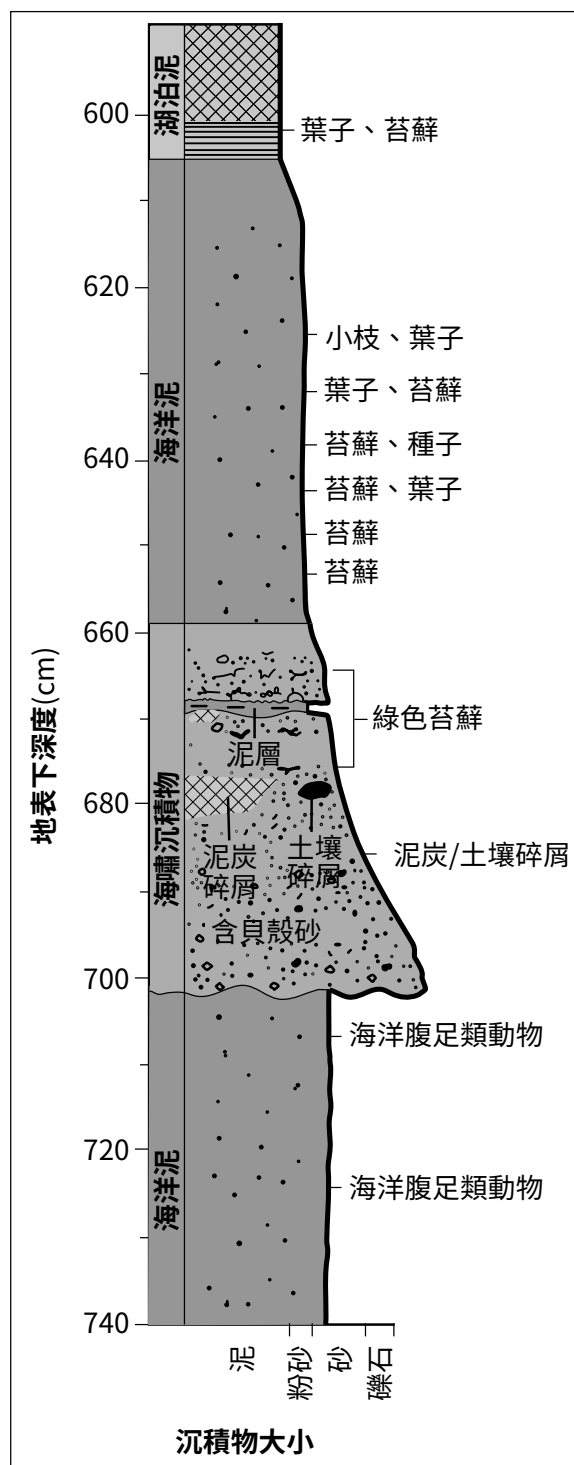 湖泊泥
600
葉子、苔蘚
620
小枝、葉子
葉子、苔蘚
海洋泥
苔蘚、種子
640
苔蘚、葉子
苔蘚
苔蘚
660
地表下深度(cm)
綠色苔蘚
泥層
680
海嘯沉積物
泥炭
碎屑
土壤
碎屑
泥炭/土壤碎屑
含貝殼砂
700
海洋腹足類動物
720
海洋泥
海洋腹足類動物
740
泥
粉砂
砂
礫石
沉積物大小